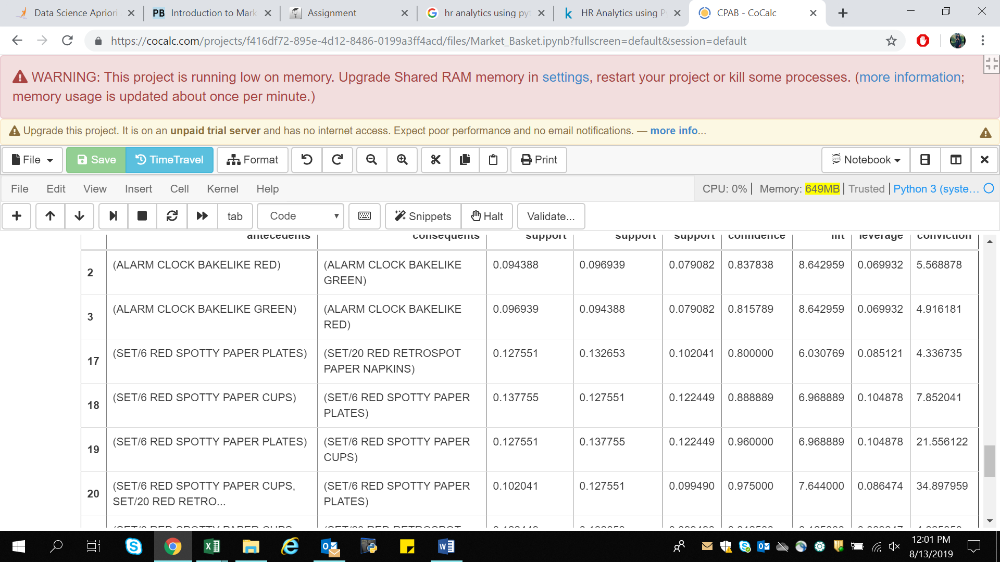 Data Science Apriori
PB Introduction to Mark
Assignment
G hr analytics using pyt
k HR Analytics using P
CPAB - CoCalc
https://cocalc.com/projects/f416df72-895e-4d12-8486-0199a3ff4acd/files/Market_Basket.ipynb?fullscreen=default&session=default
WARNING: This project is running low on memory. Upgrade Shared RAM memory in settings, restart your project or kill some processes. (more information;
memory usage is updated about once per minute.)
Upgrade this project. It is on an unpaid trial server and has no internet access. Expect poor performance and no email notifications. — more info...
File Save TimeTravel Format Print Notebook
File Edit View Insert Cell Kernel Help CPU: 0% | Memory: 649MB | Trusted | Python 3 (syste...
tab Code Snippets Halt Validate...
antecedents consequents support support support confidence lift leverage conviction
2 (ALARM CLOCK BAKELIKE RED) (ALARM CLOCK BAKELIKE 0.094388 0.096939 0.079082 0.837838 8.642959 0.069932 5.568878
GREEN)
3 (ALARM CLOCK BAKELIKE GREEN) (ALARM CLOCK BAKELIKE 0.096939 0.094388 0.079082 0.815789 8.642959 0.069932 4.916181
RED)
17 (SET/6 RED SPOTTY PAPER PLATES) (SET/20 RED RETROSPOT 0.127551 0.132653 0.102041 0.800000 6.030769 0.085121 4.336735
PAPER NAPKINS)
18 (SET/6 RED SPOTTY PAPER CUPS) (SET/6 RED SPOTTY PAPER 0.137755 0.127551 0.122449 0.888889 6.968889 0.104878 7.852041
PLATES)
19 (SET/6 RED SPOTTY PAPER PLATES) (SET/6 RED SPOTTY PAPER 0.127551 0.137755 0.122449 0.960000 6.968889 0.104878 21.556122
CUPS)
20 (SET/6 RED SPOTTY PAPER CUPS, (SET/6 RED SPOTTY PAPER 0.102041 0.127551 0.099490 0.975000 7.644000 0.086474 34.897959
SET/20 RED RETRO... PLATES)
12:01 PM
8/13/2019